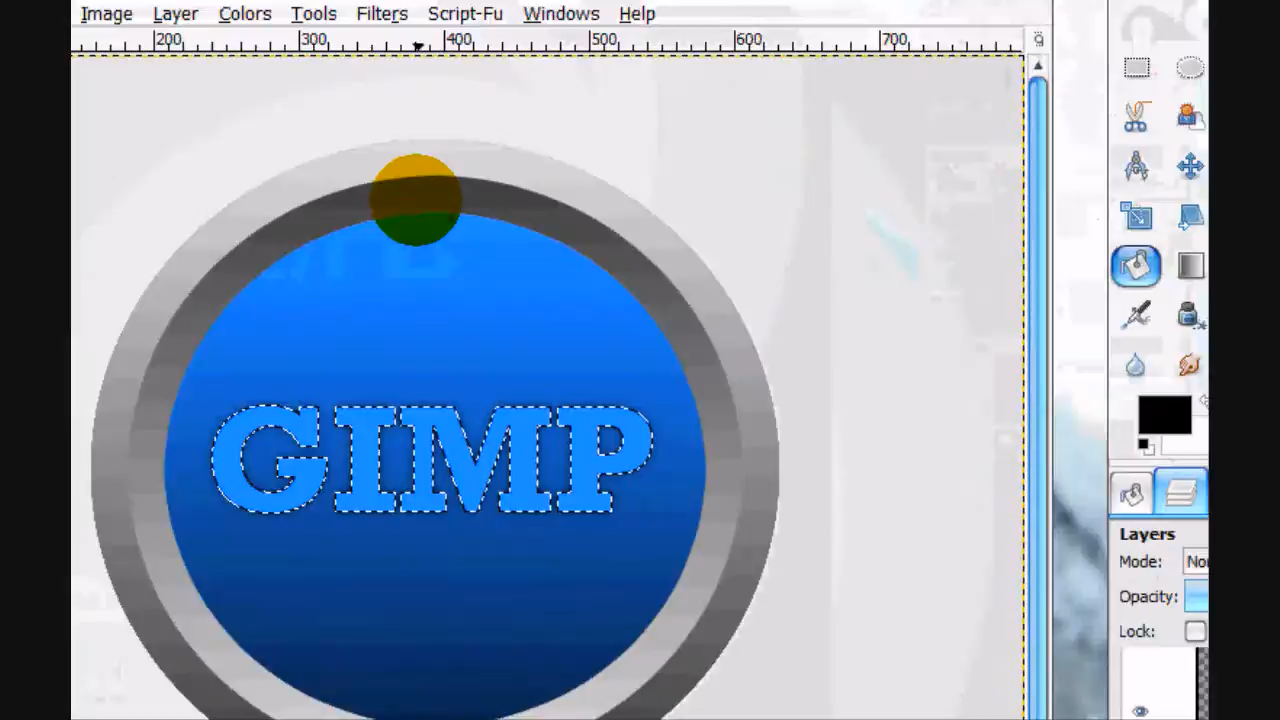 Image Layer Colors Tools Filters Script-Fu Windows Help
200 300 400 500 600 700
GIMP
Layers
Mode:
Opacity:
Lock: